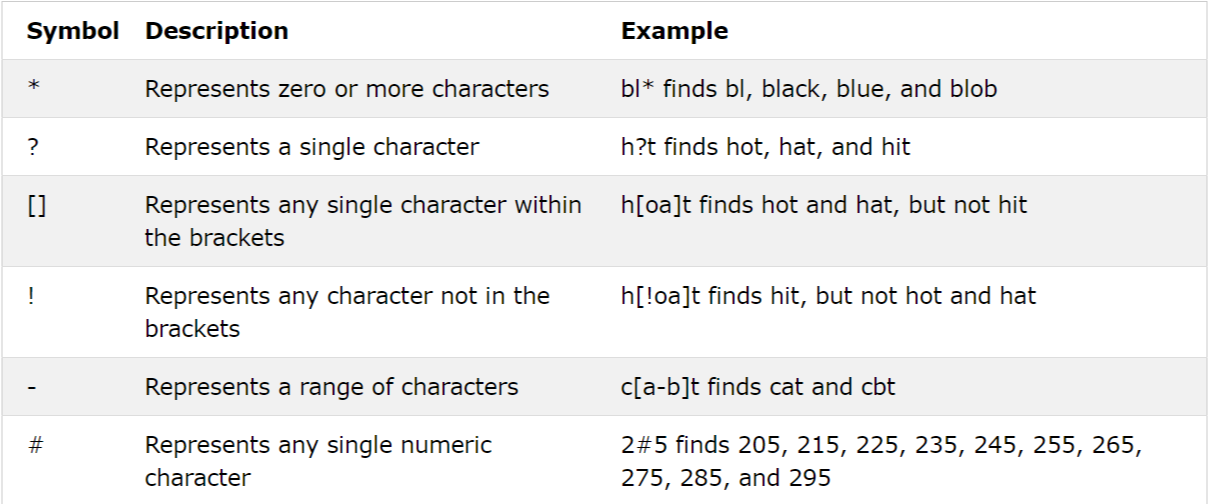 Symbol Description Example
* Represents zero or more characters bl* finds bl, black, blue, and blob
? Represents a single character h?t finds hot, hat, and hit
[] Represents any single character within h[oa]t finds hot and hat, but not hit
the brackets
! Represents any character not in the h[!oa]t finds hit, but not hot and hat
brackets
- Represents a range of characters c[a-b]t finds cat and cbt
# Represents any single numeric 2#5 finds 205, 215, 225, 235, 245, 255, 265,
character 275, 285, and 295